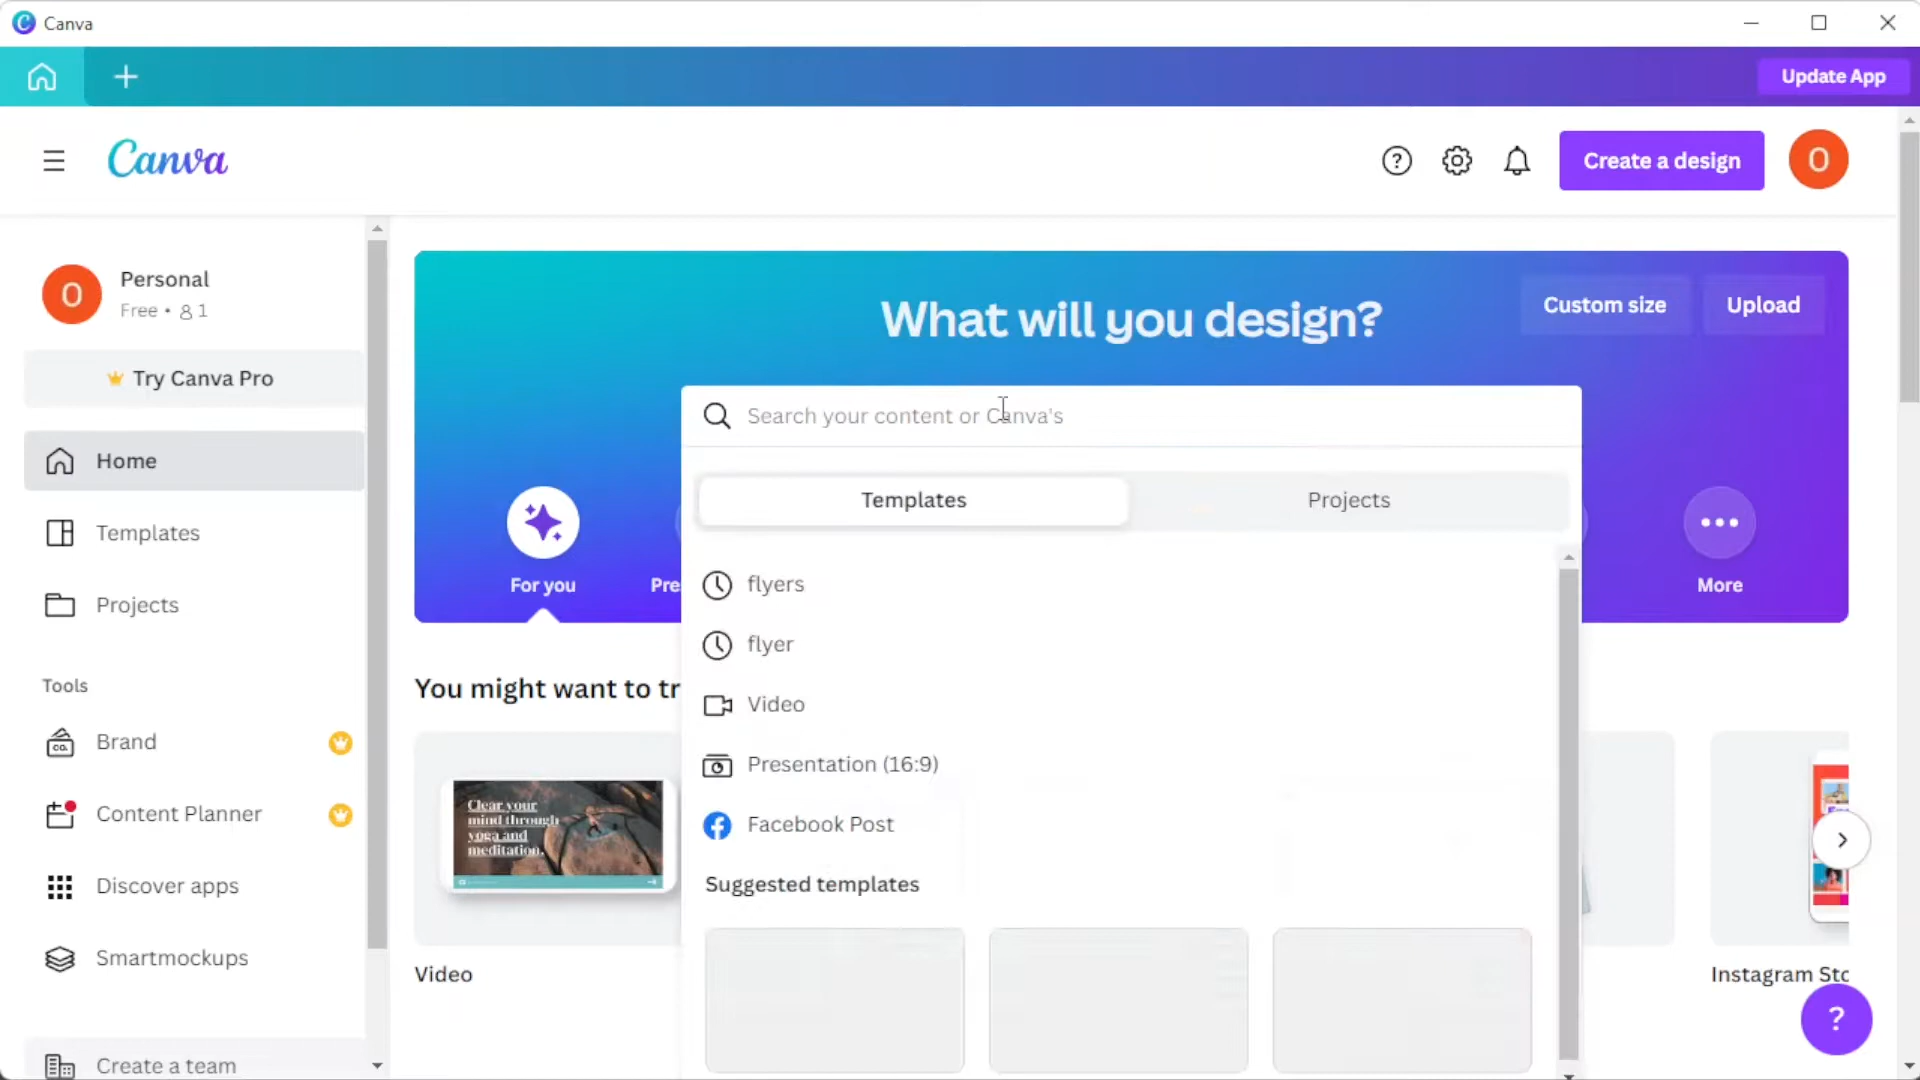 Canva
Update App
Canva
Create a design
O
O
Personal
Free • 1
Try Canva Pro
Home
Templates
Projects
Tools
Brand
CO.
Content Planner
Discover apps
Smartmockups
Create a team
What will you design?
Custom size
Upload
Search your content or Canva's
Templates
Projects
For you
Pre
More
flyers
flyer
Video
Presentation (16:9)
Facebook Post
Suggested templates
You might want to tr
Clear your
mind through
yoga and
meditation.
Video
Instagram Sto
?